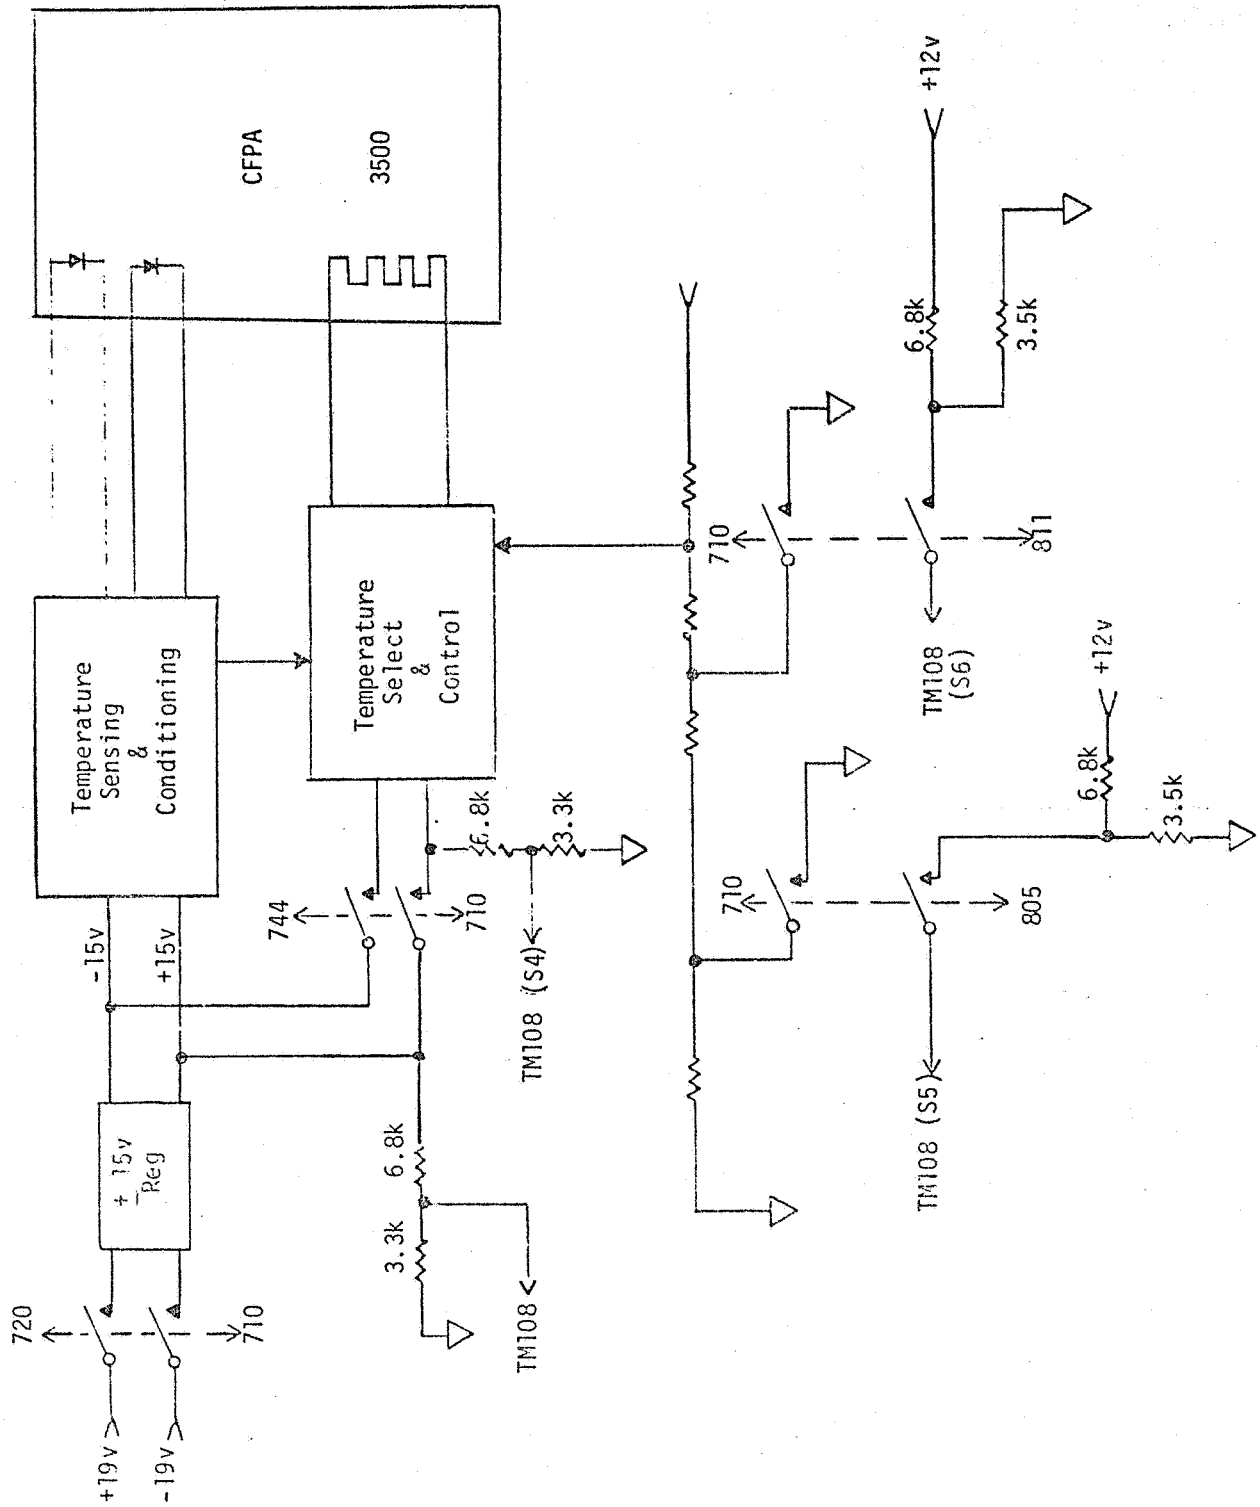 +19v
-19v
720
710
+ 15v
Reg
-15v
+15v
Temperature
Sensing
&
Conditioning
CFPA
3500
744
710
Temperature
Select
&
Control
6.8k
3.3k
TM108 (S4)
3.3k
6.8k
TM108
710
805
TM108 (S5)
6.8k
+12v
3.5k
710
811
TM108
(S6)
6.8k
+12v
3.5k